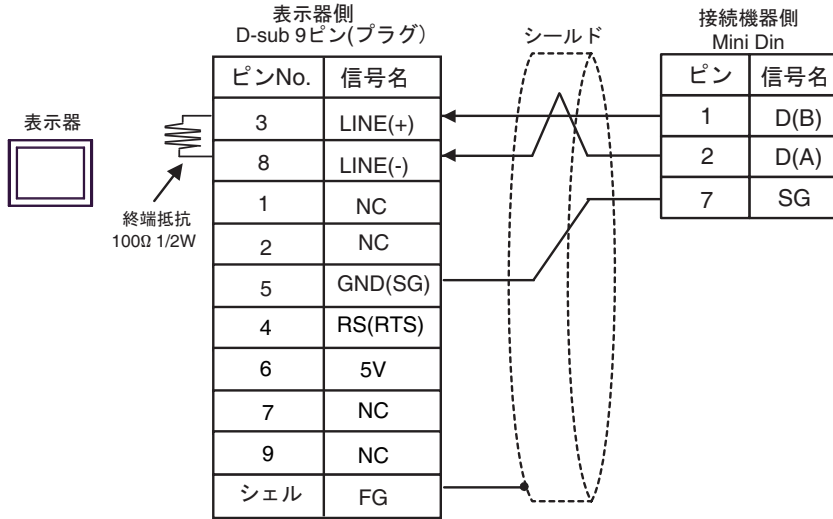 表示器側
D-sub 9ピン(プラグ)
シールド
接続機器側
Mini Din
ピンNo. 信号名
ピン 信号名
表示器
3 LINE(+)
1 D(B)
8 LINE(-)
2 D(A)
1 NC
7 SG
終端抵抗
100Ω 1/2W
2 NC
5 GND(SG)
4 RS(RTS)
6 5V
7 NC
9 NC
シェル FG